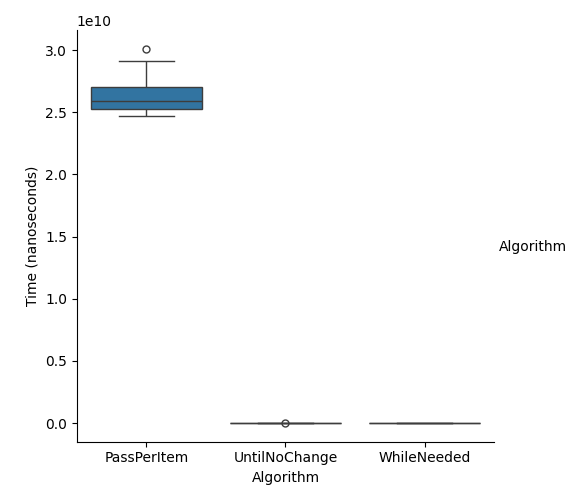 1e10
3.0
2.5
2.0
1.5
1.0
0.5
0.0
Time (nanoseconds)
PassPerItem
UntilNoChange
WhileNeeded
Algorithm
Algorithm